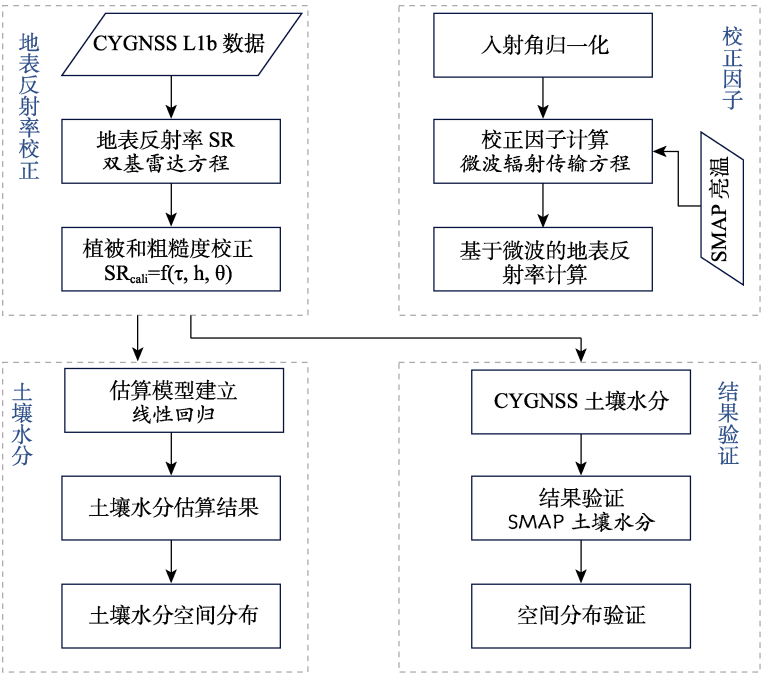 地表反射率校正
CYGNSS L1b 数据
地表反射率 SR
双基雷达方程
植被和粗糙度校正
SRcali=f(τ, h, θ)
校正因子
入射角归一化
校正因子计算
微波辐射传输方程
SMAP 亮温
基于微波的地表反
射率计算
土壤水分
估算模型建立
线性回归
土壤水分估算结果
土壤水分空间分布
结果验证
CYGNSS 土壤水分
结果验证
SMAP 土壤水分
空间分布验证